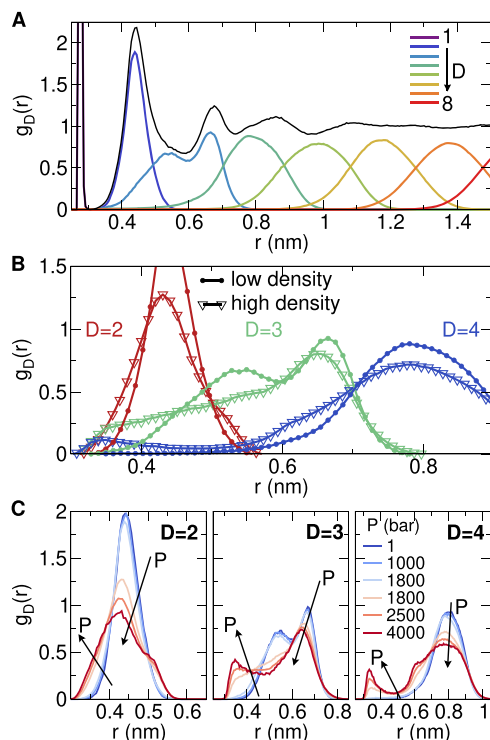 A
2
1.5
1
0.5
0
g_D(r)
1
D
8
0.4 0.6 0.8 1 1.2 1.4
r (nm)
B
1.5
1
0.5
0
g_D(r)
low density
high density
D=2
D=3
D=4
0.4 0.6 0.8
r (nm)
C
2
1.5
1
0.5
0
g_D(r)
D=2
P
P
0.3 0.4 0.5 0.6
r (nm)
D=3
P
P
0.4 0.6 0.8
r (nm)
D=4
P (bar)
1
1000
1800
1800
2500
4000
P
P
0.4 0.6 0.8 1
r (nm)